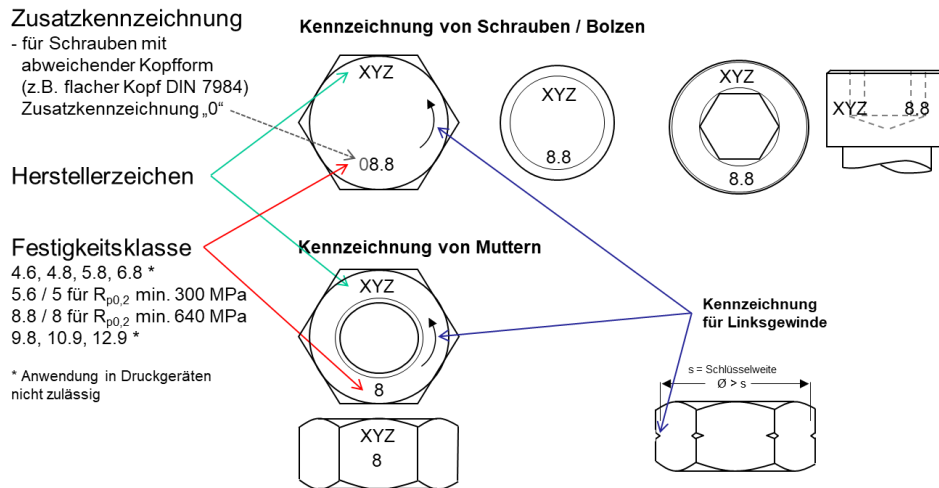 Zusatzkennzeichnung
- für Schrauben mit
abweichender Kopfform
(z.B. flacher Kopf DIN 7984)
Zusatzkennzeichnung „0“
Herstellerzeichen
Festigkeitsklasse
4.6, 4.8, 5.8, 6.8 *
5.6 / 5 für Rp0,2 min. 300 MPa
8.8 / 8 für Rp0,2 min. 640 MPa
9.8, 10.9, 12.9 *
* Anwendung in Druckgeräten
nicht zulässig
Kennzeichnung von Schrauben / Bolzen
XYZ
08.8
XYZ
8.8
XYZ
8.8
XYZ 8.8
Kennzeichnung von Muttern
XYZ
8
XYZ
8
Kennzeichnung
für Linksgewinde
s = Schlüsselweite
Ø > s